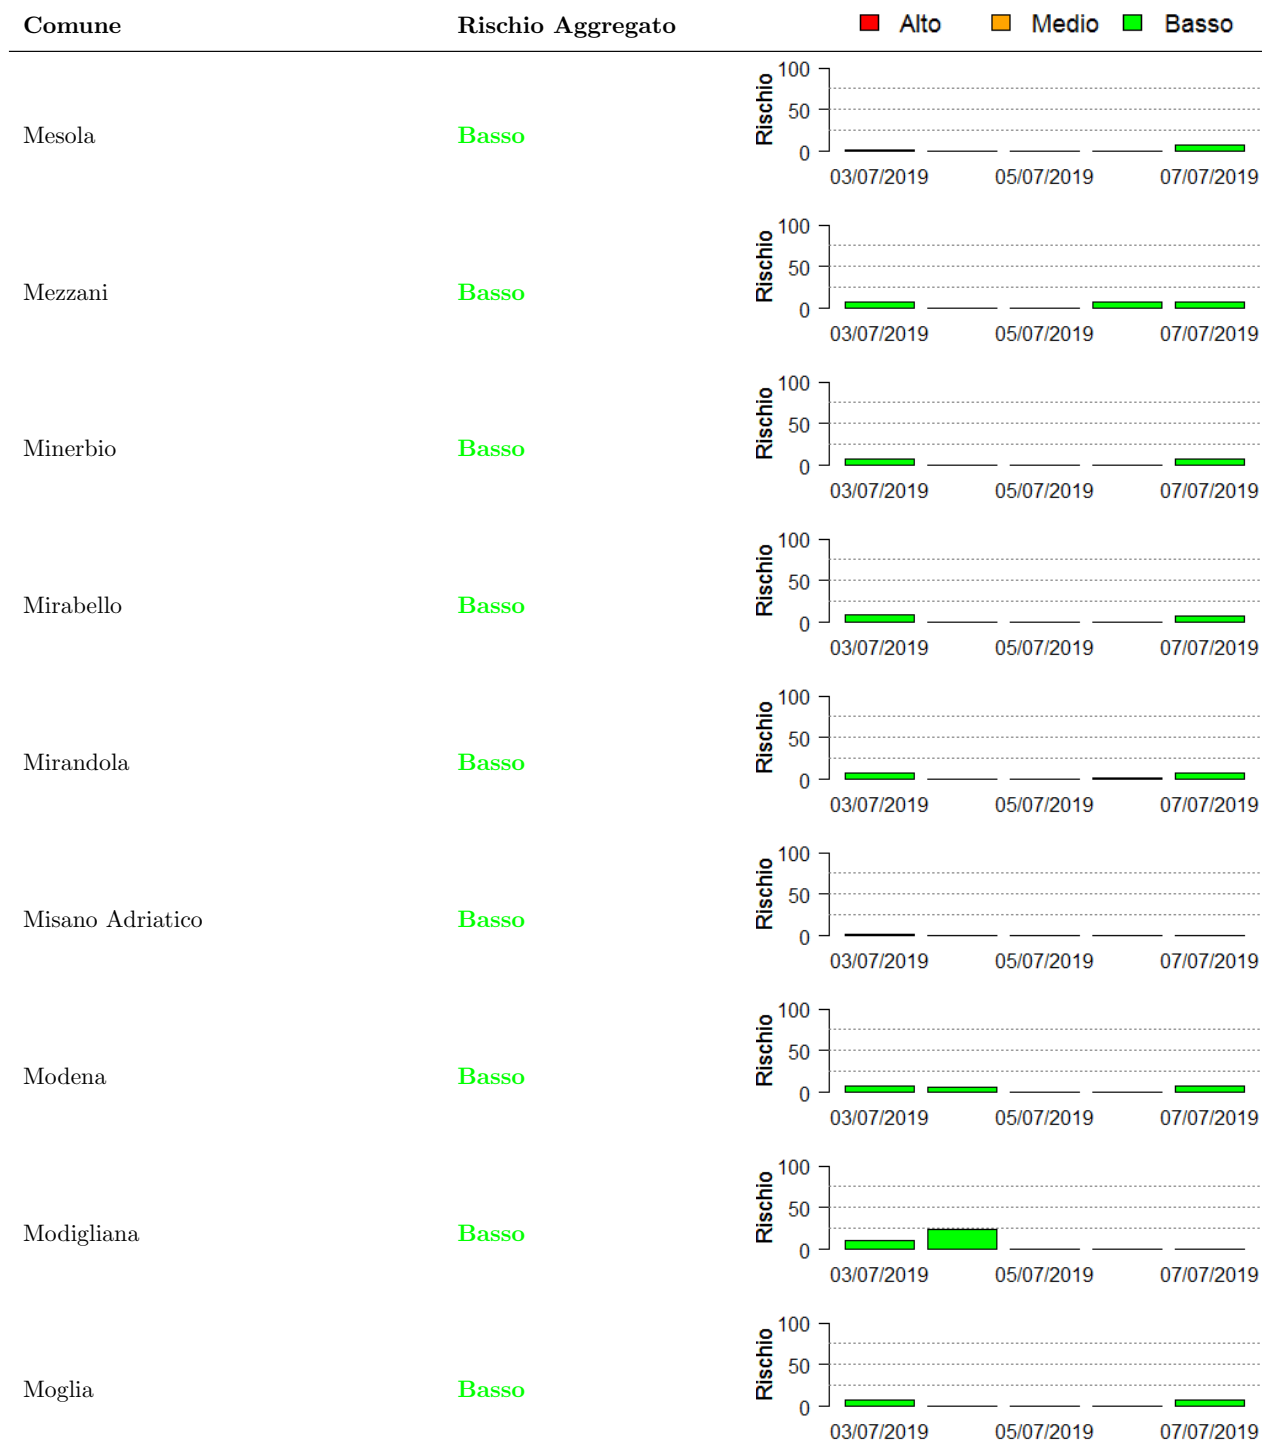 Comune Rischio Aggregato Alto Medio Basso
Mesola Basso
Rischio
100
50
0
03/07/2019 05/07/2019 07/07/2019
Mezzani Basso
Rischio
100
50
0
03/07/2019 05/07/2019 07/07/2019
Minerbio Basso
Rischio
100
50
0
03/07/2019 05/07/2019 07/07/2019
Mirabello Basso
Rischio
100
50
0
03/07/2019 05/07/2019 07/07/2019
Mirandola Basso
Rischio
100
50
0
03/07/2019 05/07/2019 07/07/2019
Misano Adriatico Basso
Rischio
100
50
0
03/07/2019 05/07/2019 07/07/2019
Modena Basso
Rischio
100
50
0
03/07/2019 05/07/2019 07/07/2019
Modigliana Basso
Rischio
100
50
0
03/07/2019 05/07/2019 07/07/2019
Moglia Basso
Rischio
100
50
0
03/07/2019 05/07/2019 07/07/2019